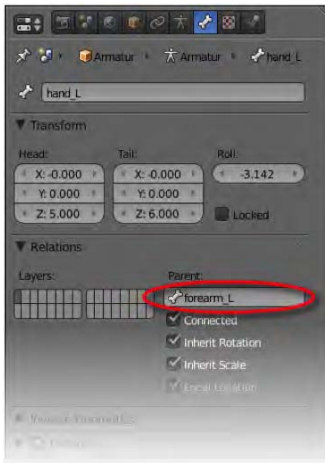 Armatur Armatur hand_L
hand_L
Transform
Head: Tail: Roll:
X: -0.000 X: -0.000 -3.142
Y: 0.000 Y: 0.000
Z: 5.000 Z: 6.000 Locked
Relations
Layers: Parent:
forearm_L
Connected
Inherit Rotation
Inherit Scale
Local Location